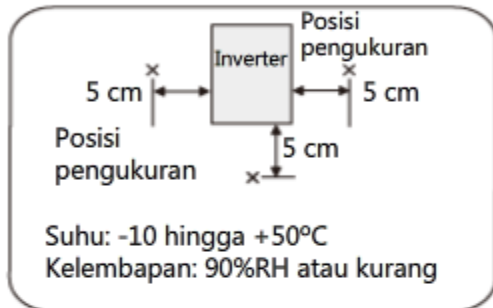 Posisi
pengukuran
Inverter
5 cm
5 cm
Posisi
pengukuran
5 cm
Suhu: -10 hingga +50ºC
Kelembapan: 90%RH atau kurang